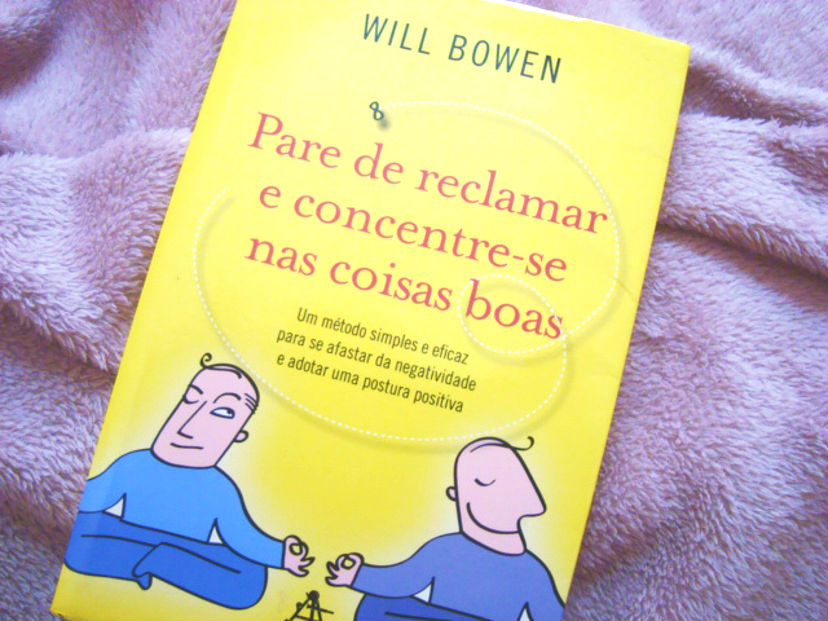 WILL BOWEN
Pare de reclamar
e concentre-se
nas coisas boas
Um método simples e eficaz
para se afastar da negatividade
e adotar uma postura positiva